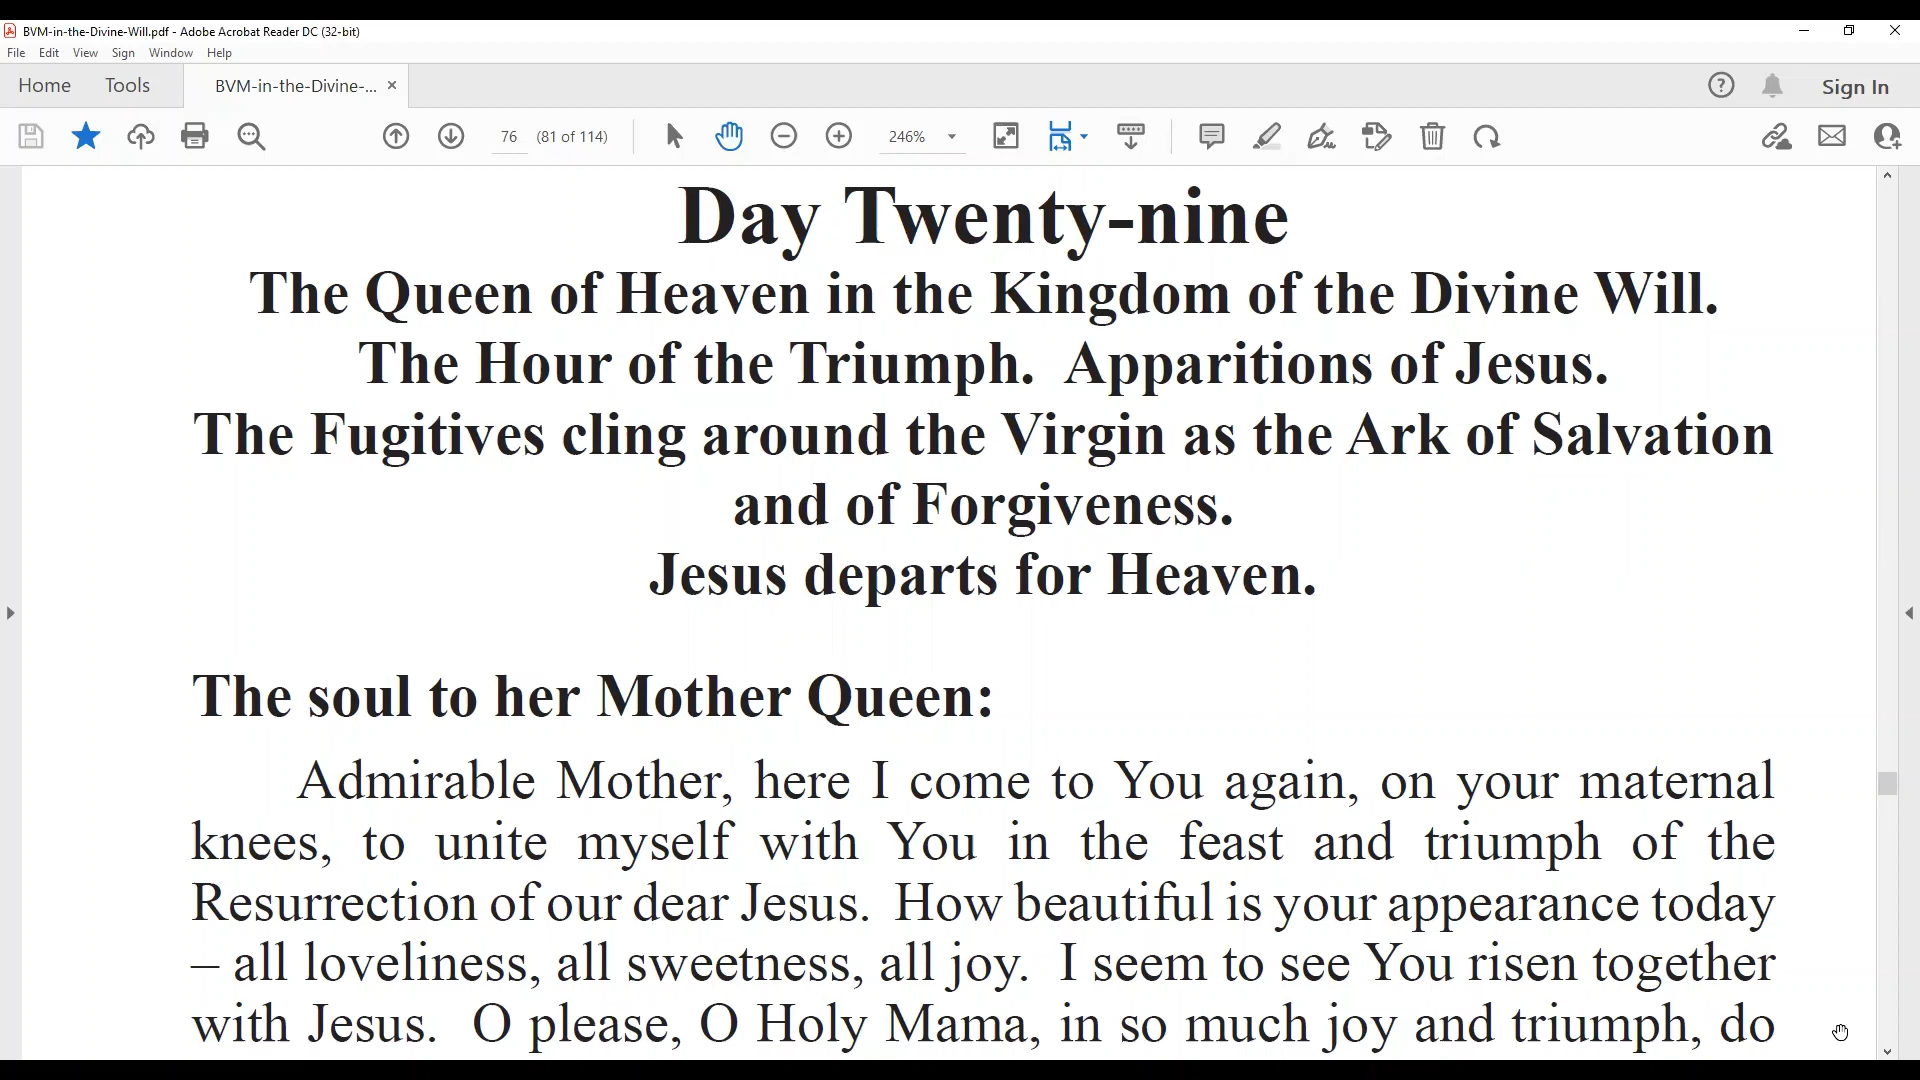 BVM-in-the-Divine-Will.pdf - Adobe Acrobat Reader DC (32-bit)
File Edit View Sign Window Help
Home Tools BVM-in-the-Divine-... × Sign In
76 (81 of 114) 246%
Day Twenty-nine
The Queen of Heaven in the Kingdom of the Divine Will.
The Hour of the Triumph. Apparitions of Jesus.
The Fugitives cling around the Virgin as the Ark of Salvation
and of Forgiveness.
Jesus departs for Heaven.
The soul to her Mother Queen:
Admirable Mother, here I come to You again, on your maternal
knees, to unite myself with You in the feast and triumph of the
Resurrection of our dear Jesus. How beautiful is your appearance today
– all loveliness, all sweetness, all joy. I seem to see You risen together
with Jesus. O please, O Holy Mama, in so much joy and triumph, do